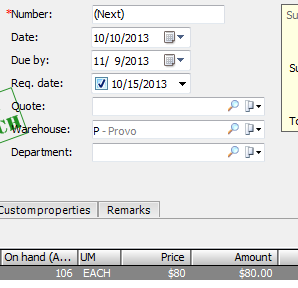 *Number: (Next)
Su
Date: 10/10/2013
Due by: 11/ 9/2013
Req. date: 10/15/2013
Su
Quote:
Warehouse: P - Provo
To
CH
Department:
Custom properties Remarks
On hand (A... UM Price Amount
106 EACH $80 $80.00